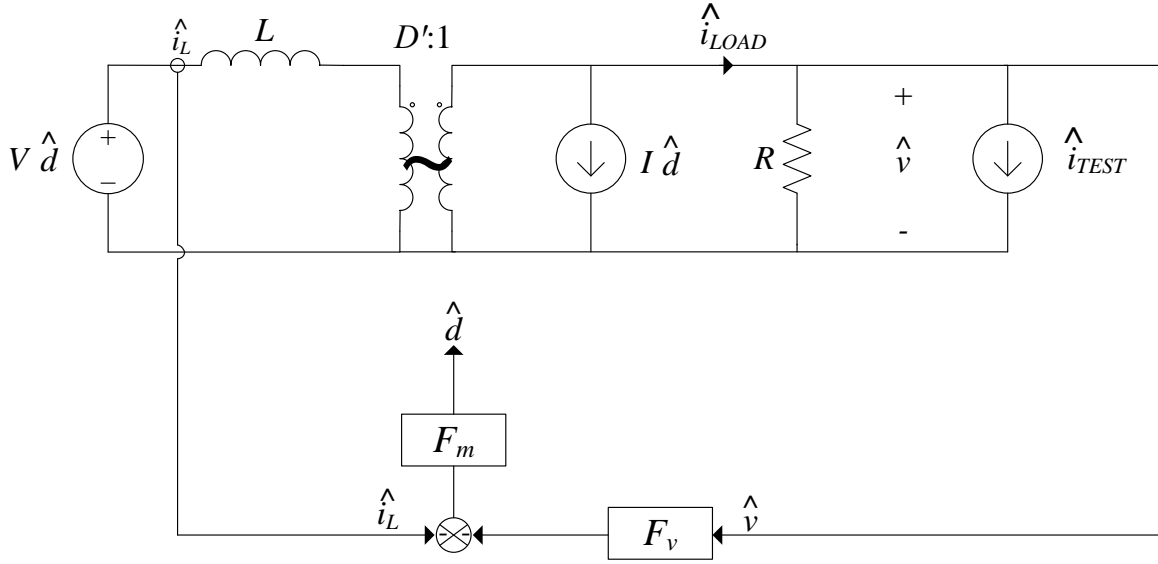 î_L L D':1 î_LOAD
V d̂ + − I d̂ R + v̂ - î_TEST
d̂
F_m
î_L - - F_v v̂